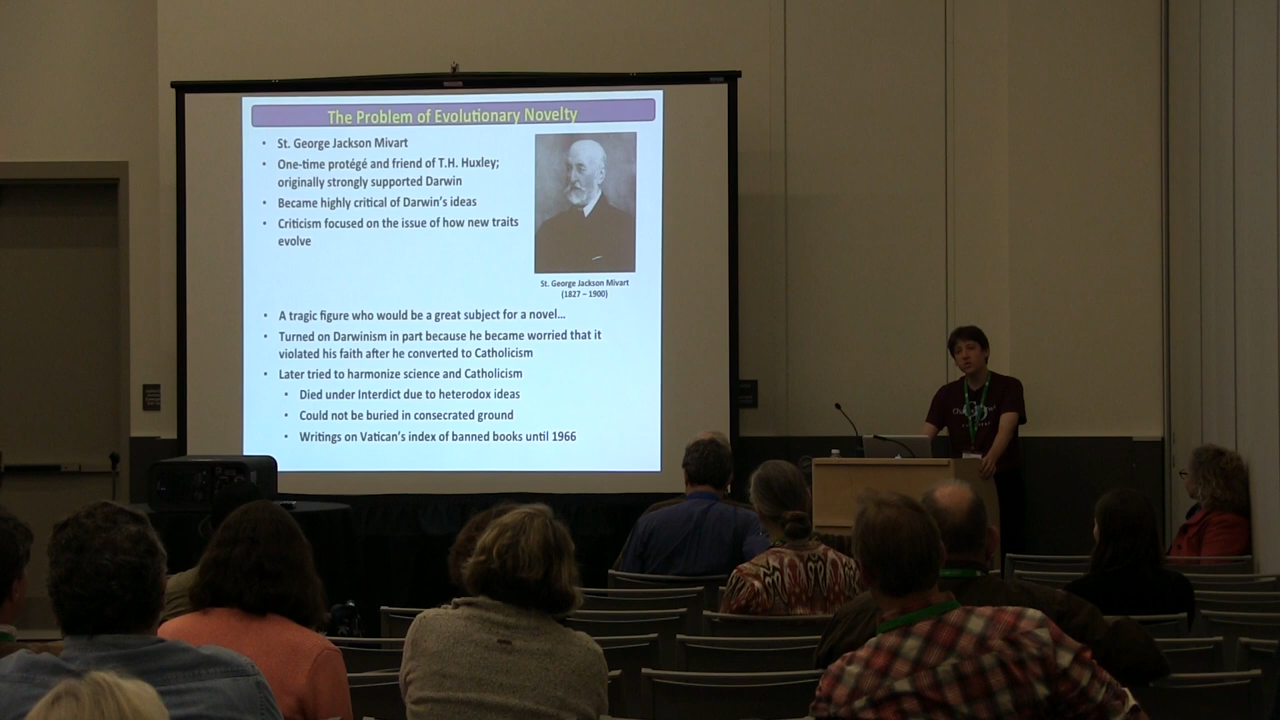 The Problem of Evolutionary Novelty
• St. George Jackson Mivart
• One-time protégé and friend of T.H. Huxley;
originally strongly supported Darwin
• Became highly critical of Darwin's ideas
• Criticism focused on the issue of how new traits
evolve
St. George Jackson Mivart
(1827 – 1900)
• A tragic figure who would be a great subject for a novel...
• Turned on Darwinism in part because he became worried that it
violated his faith after he converted to Catholicism
• Later tried to harmonize science and Catholicism
• Died under Interdict due to heterodox ideas
• Could not be buried in consecrated ground
• Writings on Vatican's index of banned books until 1966